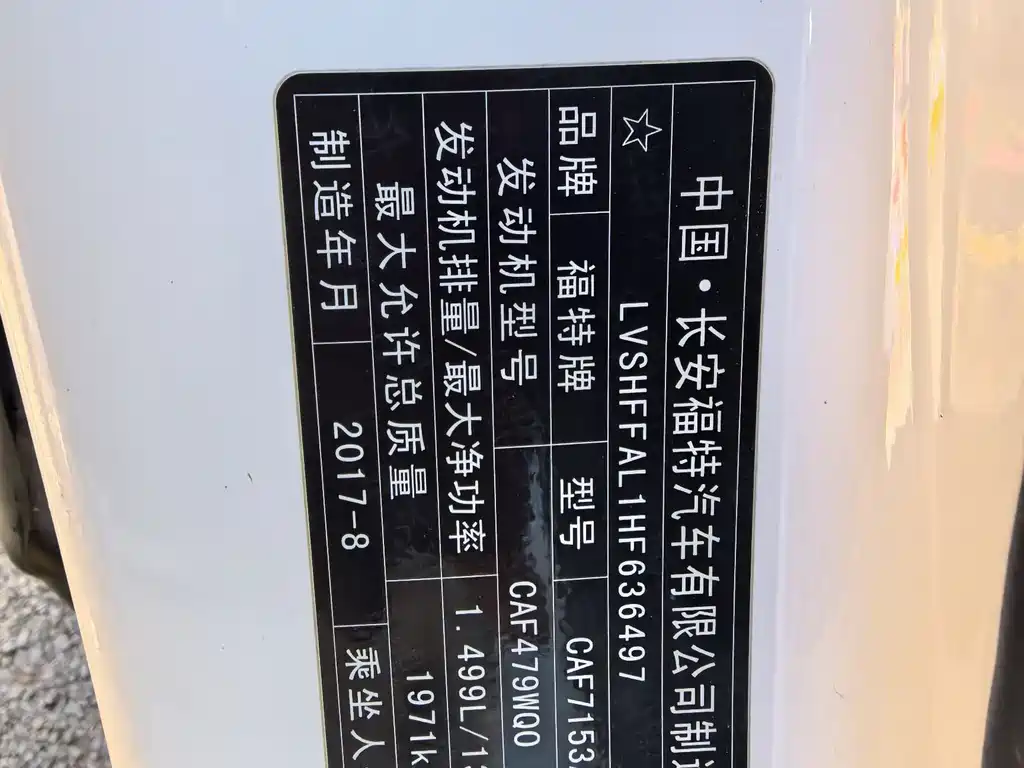 中国·长安福特汽车有限公司制造
☆ LVSHFFAL1HF636497
品牌 福特牌 型号 CAF7153
发动机型号 CAF479WQ0
发动机排量/最大净功率 1.499L/1
最大允许总质量 1971k
制造年月 2017-8 乘坐人